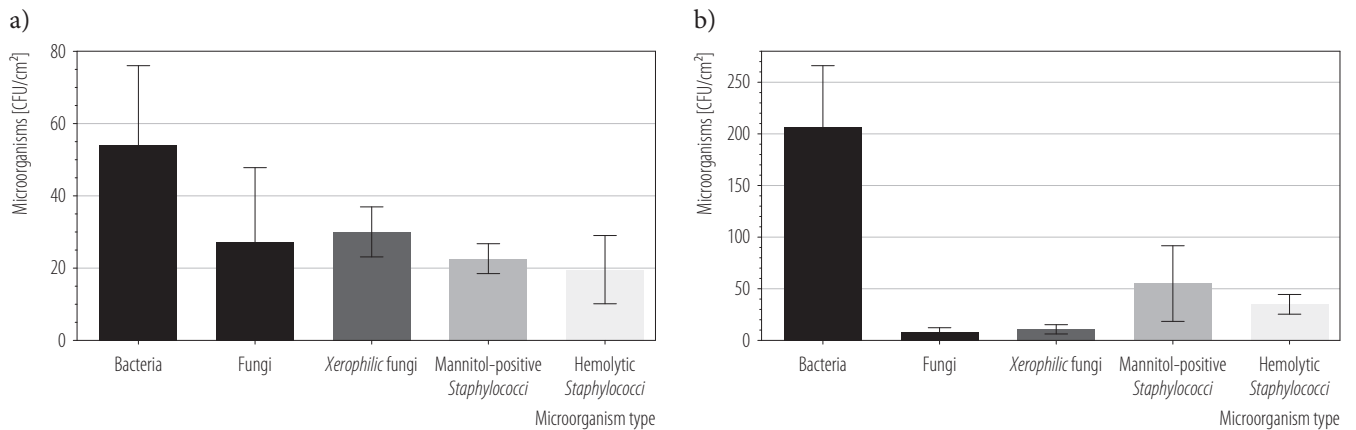 a)
Microorganisms [CFU/cm²]
80
60
40
20
0
Bacteria
Fungi
Xerophilic fungi
Mannitol-positive
Staphylococci
Hemolytic
Staphylococci
Microorganism type
b)
Microorganisms [CFU/cm²]
250
200
150
100
50
0
Bacteria
Fungi
Xerophilic fungi
Mannitol-positive
Staphylococci
Hemolytic
Staphylococci
Microorganism type